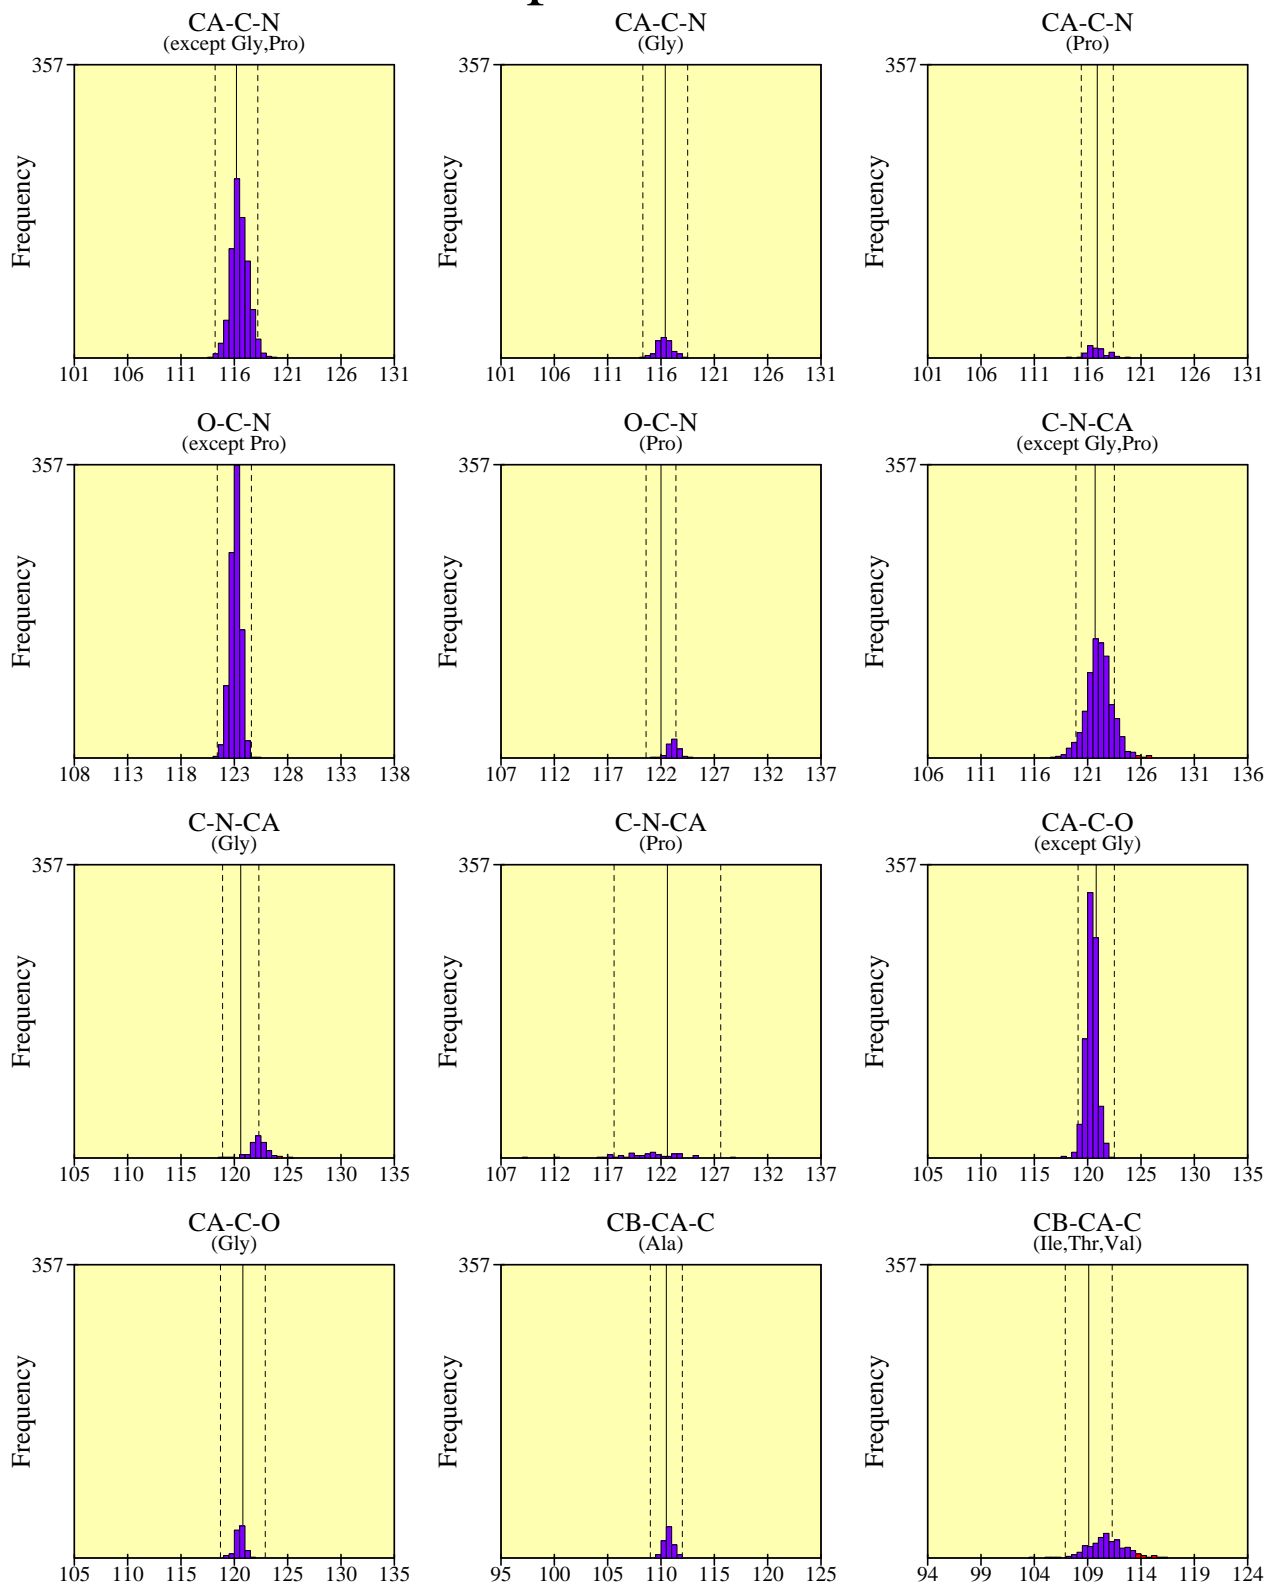 CA-C-N CA-C-N CA-C-N
(except Gly,Pro) (Gly) (Pro)
357 357 357
Frequency Frequency Frequency
101 106 111 116 121 126 131 101 106 111 116 121 126 131 101 106 111 116 121 126 131
O-C-N O-C-N C-N-CA
(except Pro) (Pro) (except Gly,Pro)
357 357 357
Frequency Frequency Frequency
108 113 118 123 128 133 138 107 112 117 122 127 132 137 106 111 116 121 126 131 136
C-N-CA C-N-CA CA-C-O
(Gly) (Pro) (except Gly)
357 357 357
Frequency Frequency Frequency
105 115 120 125 130 135 107 112 117 122 127 132 137 105 110 115 120 125 130 135
CA-C-O CB-CA-C CB-CA-C
(Gly) (Ala) (Ile,Thr,Val)
357 357 357
Frequency Frequency Frequency
105 110 115 120 125 130 135 95 100 105 110 115 120 125 94 99 104 109 114 119 124